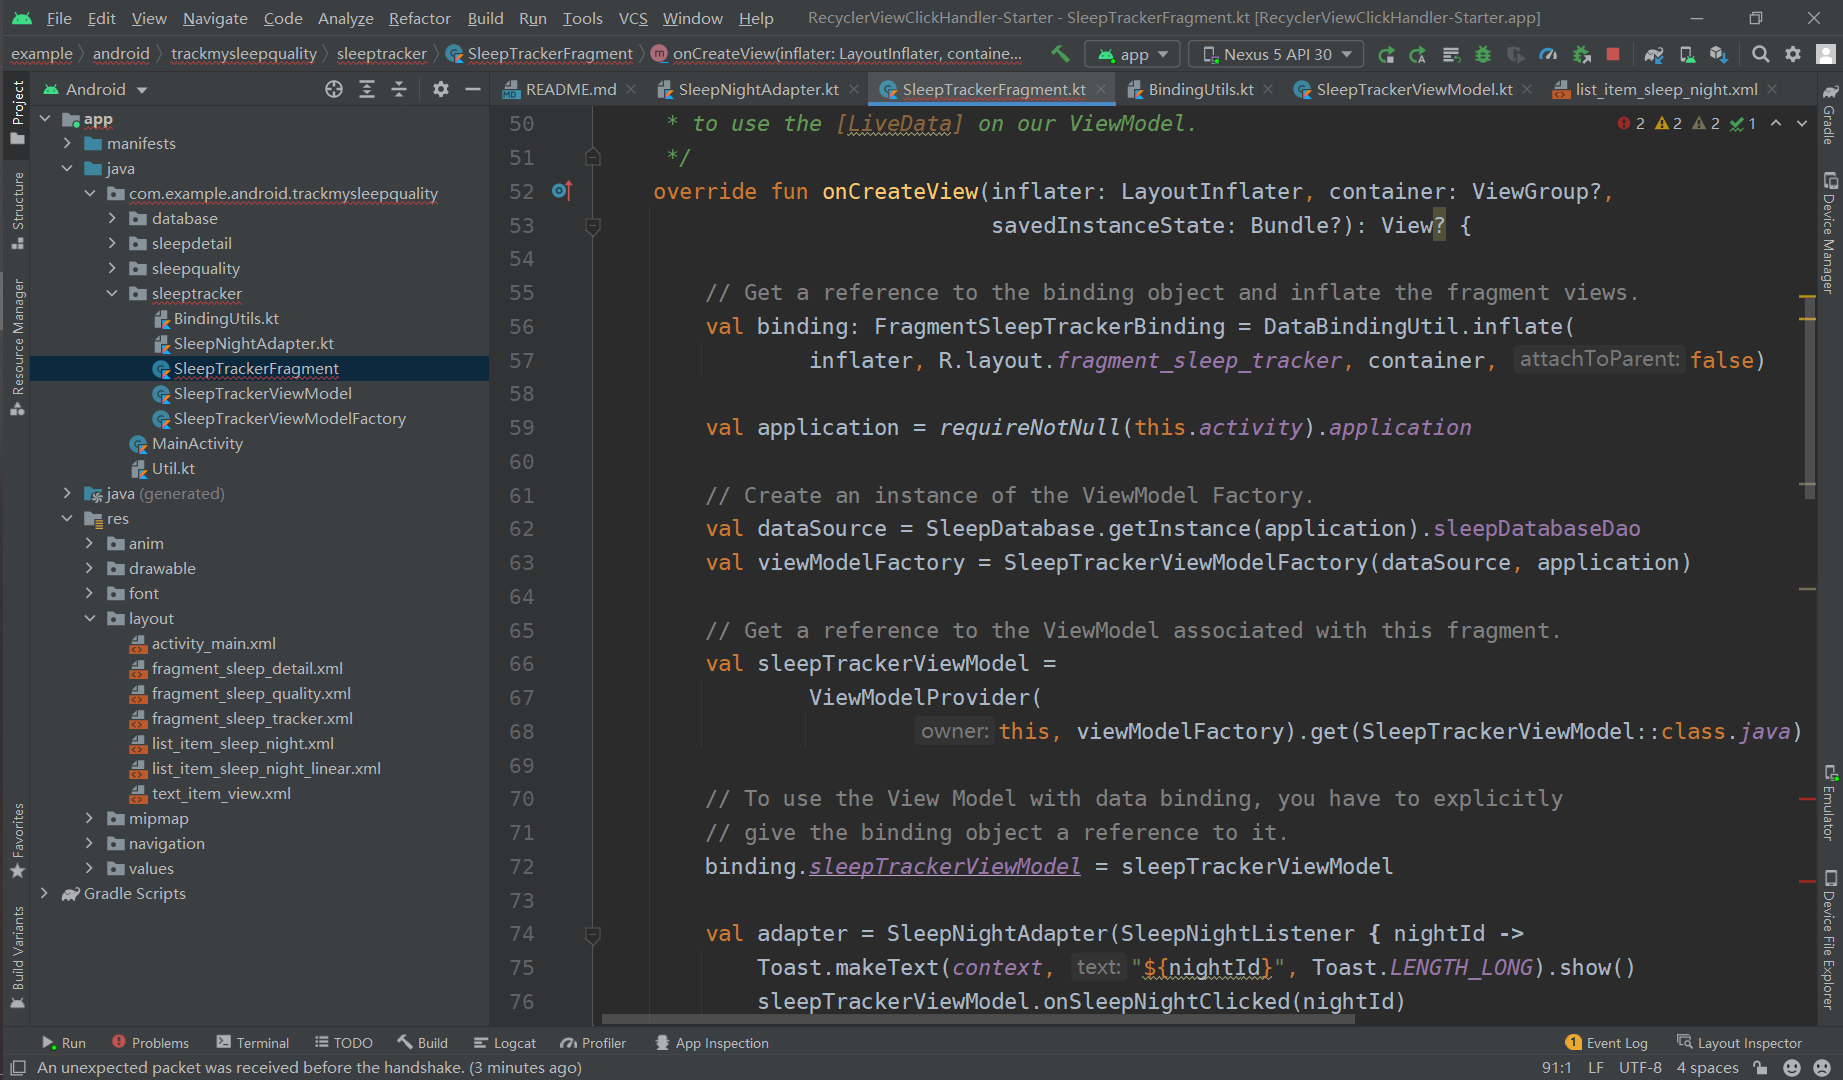 File Edit View Navigate Code Analyze Refactor Build Run Tools VCS Window Help RecyclerViewClickHandler-Starter - SleepTrackerFragment.kt [RecyclerViewClickHandler-Starter.app]
example android trackmysleepquality sleeptracker SleepTrackerFragment onCreateView(inflater: LayoutInflater, containe... app Nexus 5 API 30
Android
README.md SleepNightAdapter.kt SleepTrackerFragment.kt BindingUtils.kt SleepTrackerViewModel.kt list_item_sleep_night.xml
Project
Structure
Resource Manager
Favorites
Build Variants
app
manifests
java
com.example.android.trackmysleepquality
database
sleepdetail
sleepquality
sleeptracker
BindingUtils.kt
SleepNightAdapter.kt
SleepTrackerFragment
SleepTrackerViewModel
SleepTrackerViewModelFactory
MainActivity
Util.kt
java (generated)
res
anim
drawable
font
layout
activity_main.xml
fragment_sleep_detail.xml
fragment_sleep_quality.xml
fragment_sleep_tracker.xml
list_item_sleep_night.xml
list_item_sleep_night_linear.xml
text_item_view.xml
mipmap
navigation
values
Gradle Scripts
2 2 2 1
50 * to use the [LiveData] on our ViewModel.
51 */
52 override fun onCreateView(inflater: LayoutInflater, container: ViewGroup?,
53 savedInstanceState: Bundle?): View? {
54
55 // Get a reference to the binding object and inflate the fragment views.
56 val binding: FragmentSleepTrackerBinding = DataBindingUtil.inflate(
57 inflater, R.layout.fragment_sleep_tracker, container, attachToParent: false)
58
59 val application = requireNotNull(this.activity).application
60
61 // Create an instance of the ViewModel Factory.
62 val dataSource = SleepDatabase.getInstance(application).sleepDatabaseDao
63 val viewModelFactory = SleepTrackerViewModelFactory(dataSource, application)
64
65 // Get a reference to the ViewModel associated with this fragment.
66 val sleepTrackerViewModel =
67 ViewModelProvider(
68 owner: this, viewModelFactory).get(SleepTrackerViewModel::class.java)
69
70 // To use the View Model with data binding, you have to explicitly
71 // give the binding object a reference to it.
72 binding.sleepTrackerViewModel = sleepTrackerViewModel
73
74 val adapter = SleepNightAdapter(SleepNightListener { nightId ->
75 Toast.makeText(context, text: "${nightId}", Toast.LENGTH_LONG).show()
76 sleepTrackerViewModel.onSleepNightClicked(nightId)
Gradle
Device Manager
Emulator
Device File Explorer
Run Problems Terminal TODO Build Logcat Profiler App Inspection 1 Event Log Layout Inspector
An unexpected packet was received before the handshake. (3 minutes ago) 91:1 LF UTF-8 4 spaces